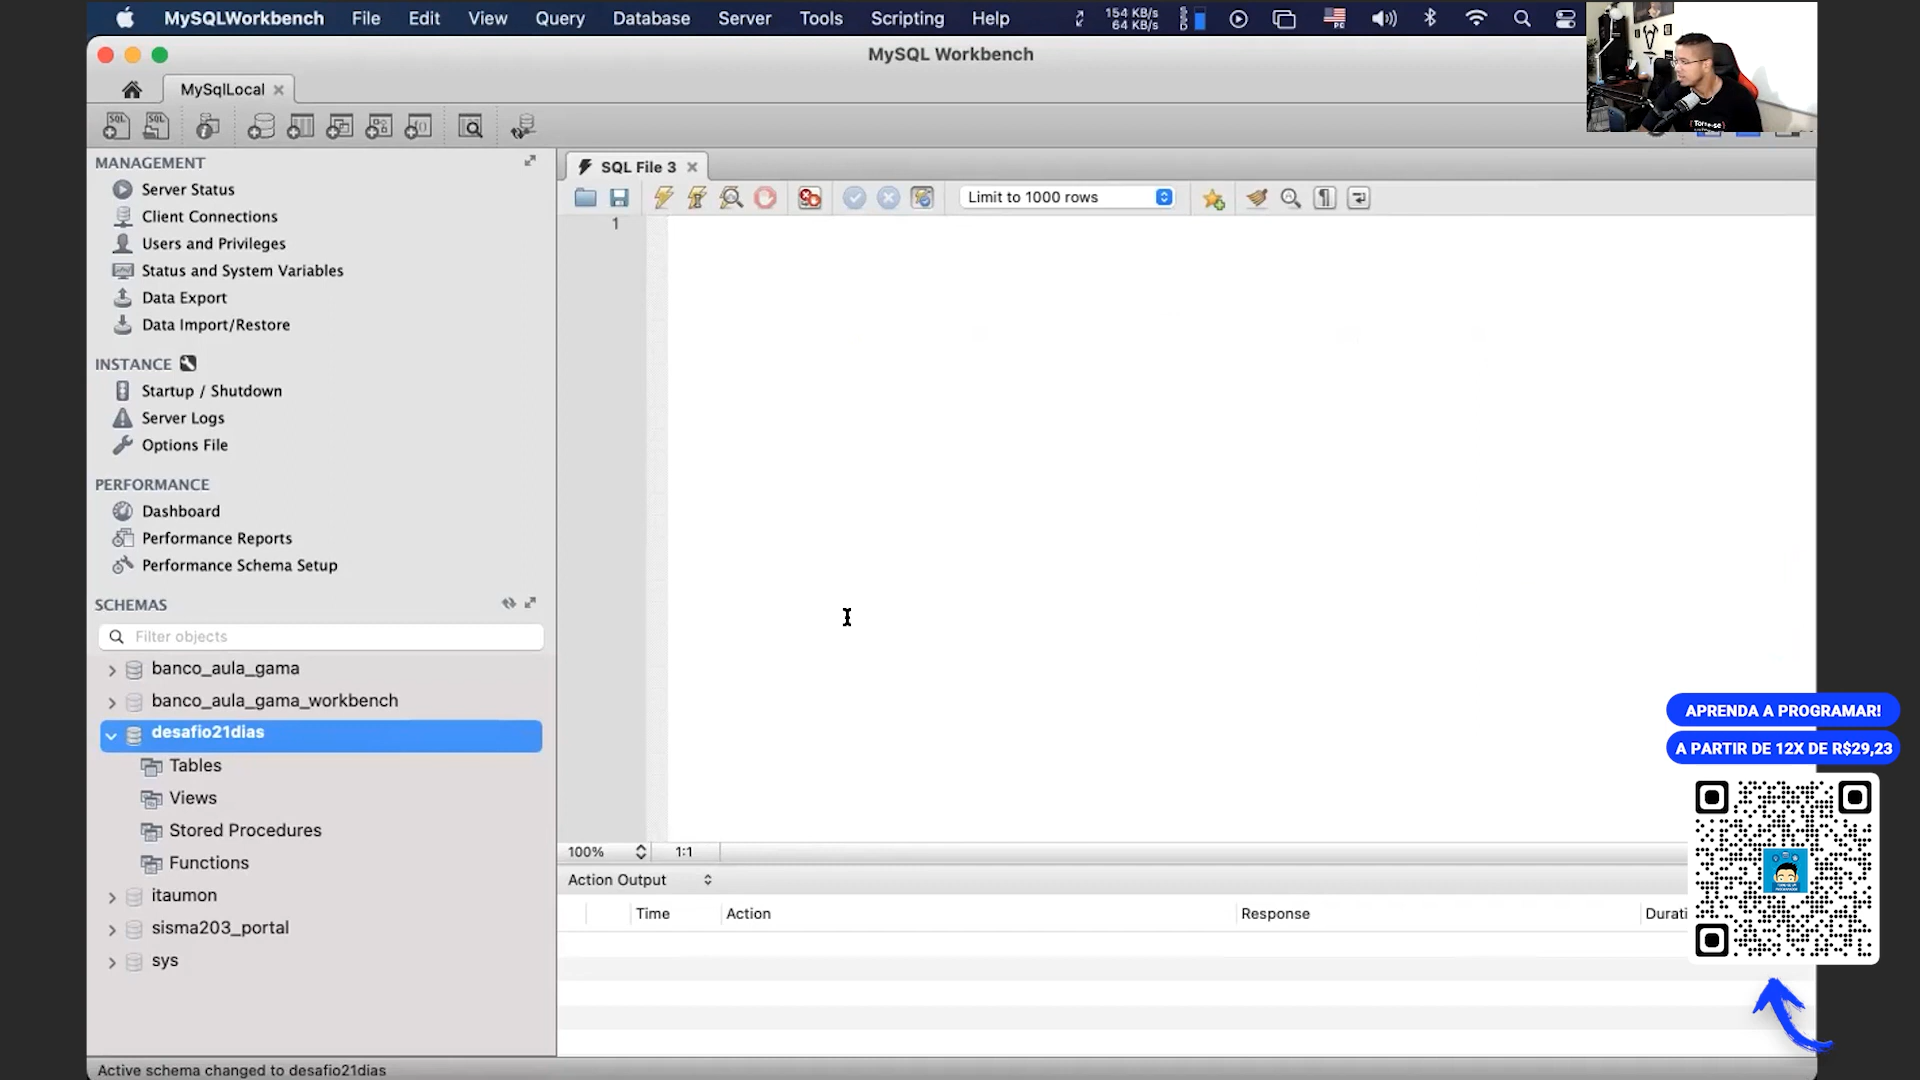 MySQLWorkbench File Edit View Query Database Server Tools Scripting Help 154 KB/s
64 KB/s
MySQL Workbench
MySqlLocal
MANAGEMENT
Server Status
Client Connections
Users and Privileges
Status and System Variables
Data Export
Data Import/Restore
INSTANCE
Startup / Shutdown
Server Logs
Options File
PERFORMANCE
Dashboard
Performance Reports
Performance Schema Setup
SCHEMAS
Filter objects
banco_aula_gama
banco_aula_gama_workbench
desafio21dias
Tables
Views
Stored Procedures
Functions
itaumon
sisma203_portal
sys
Active schema changed to desafio21dias
SQL File 3
Limit to 1000 rows
1
100% 1:1
Action Output
Time Action Response Durati
APRENDA A PROGRAMAR!
A PARTIR DE 12X DE R$29,23